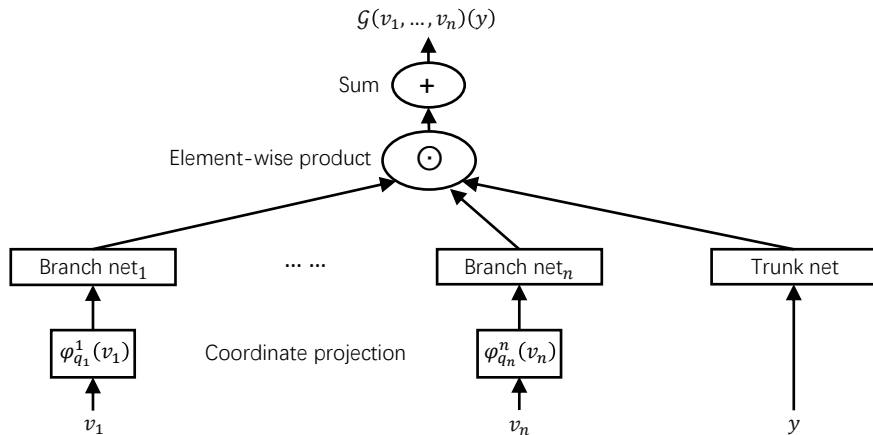 𝒢(v₁, …, vₙ)(y)
Sum +
Element-wise product ⊙
Branch net₁ … … Branch netₙ Trunk net
φ¹_{q₁}(v₁) Coordinate projection φⁿ_{qₙ}(vₙ)
v₁ vₙ y